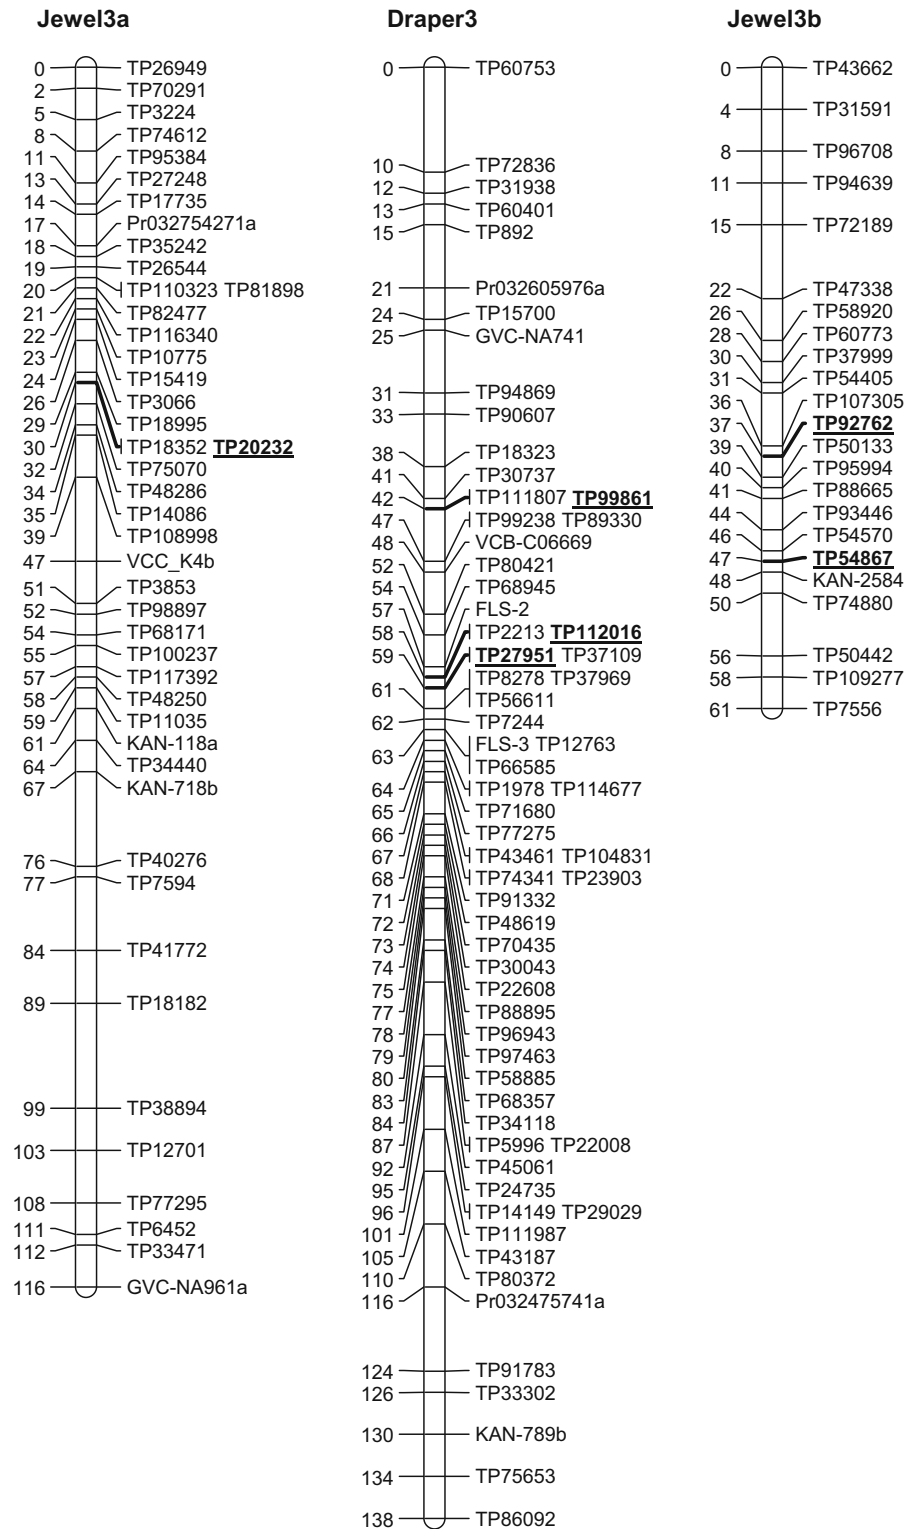 Jewel3a
0 TP26949
2 TP70291
5 TP3224
8 TP74612
11 TP95384
13 TP27248
14 TP17735
17 Pr032754271a
18 TP35242
19 TP26544
20 TP110323 TP81898
21 TP82477
22 TP116340
23 TP10775
24 TP15419
26 TP3066
29 TP18995
30 TP18352 TP20232
32 TP75070
34 TP48286
35 TP14086
39 TP108998
47 VCC_K4b
51 TP3853
52 TP98897
54 TP68171
55 TP100237
57 TP117392
58 TP48250
59 TP11035
61 KAN-118a
64 TP34440
67 KAN-718b
76 TP40276
77 TP7594
84 TP41772
89 TP18182
99 TP38894
103 TP12701
108 TP77295
111 TP6452
112 TP33471
116 GVC-NA961a
Draper3
0 TP60753
10 TP72836
12 TP31938
13 TP60401
15 TP892
21 Pr032605976a
24 TP15700
25 GVC-NA741
31 TP94869
33 TP90607
38 TP18323
41 TP30737
42 TP111807 TP99861
47 TP99238 TP89330
48 VCB-C06669
52 TP80421
54 TP68945
57 FLS-2
58 TP2213 TP112016
59 TP27951 TP37109
61 TP8278 TP37969
TP56611
62 TP7244
63 FLS-3 TP12763
TP66585
64 TP1978 TP114677
65 TP71680
66 TP77275
67 TP43461 TP104831
68 TP74341 TP23903
71 TP91332
72 TP48619
73 TP70435
74 TP30043
75 TP22608
77 TP88895
78 TP96943
79 TP97463
80 TP58885
83 TP68357
84 TP34118
87 TP5996 TP22008
92 TP45061
95 TP24735
96 TP14149 TP29029
101 TP111987
105 TP43187
110 TP80372
116 Pr032475741a
124 TP91783
126 TP33302
130 KAN-789b
134 TP75653
138 TP86092
Jewel3b
0 TP43662
4 TP31591
8 TP96708
11 TP94639
15 TP72189
22 TP47338
26 TP58920
28 TP60773
30 TP37999
31 TP54405
36 TP107305
37 TP92762
39 TP50133
40 TP95994
41 TP88665
44 TP93446
46 TP54570
47 TP54867
48 KAN-2584
50 TP74880
56 TP50442
58 TP109277
61 TP7556